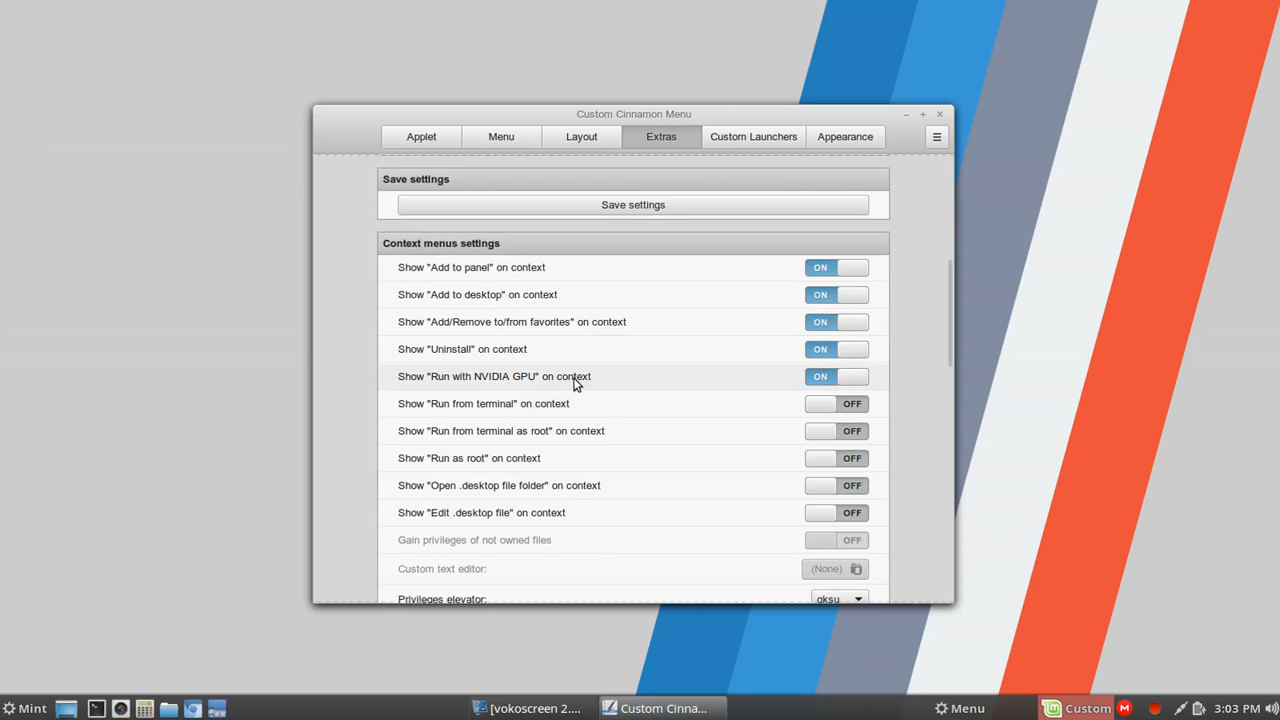 Custom Cinnamon Menu
Applet Menu Layout Extras Custom Launchers Appearance
Save settings
Save settings
Context menus settings
Show "Add to panel" on context ON
Show "Add to desktop" on context ON
Show "Add/Remove to/from favorites" on context ON
Show "Uninstall" on context ON
Show "Run with NVIDIA GPU" on context ON
Show "Run from terminal" on context OFF
Show "Run from terminal as root" on context OFF
Show "Run as root" on context OFF
Show "Open .desktop file folder" on context OFF
Show "Edit .desktop file" on context OFF
Gain privileges of not owned files OFF
Custom text editor: (None)
Privileges elevator: gksu
Mint [vokoscreen 2.... Custom Cinna... Menu Custom M 3:03 PM